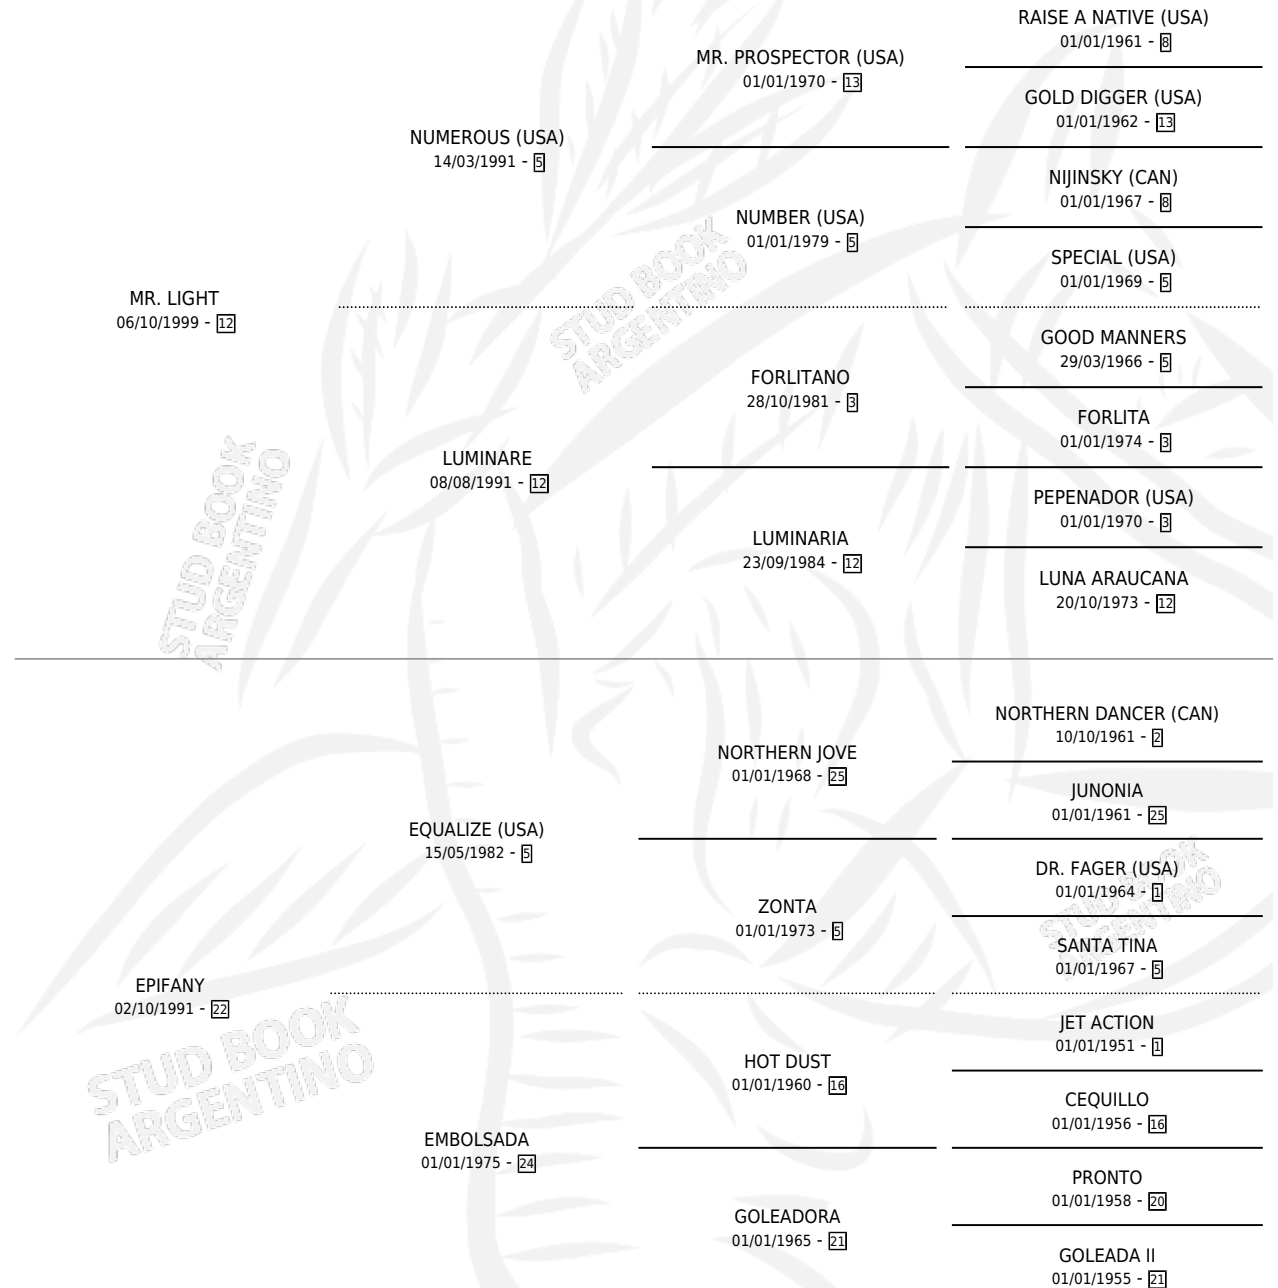 RAISE A NATIVE (USA)
01/01/1961 - 8
MR. PROSPECTOR (USA)
01/01/1970 - 13
GOLD DIGGER (USA)
01/01/1962 - 13
NUMEROUS (USA)
14/03/1991 - 5
NIJINSKY (CAN)
01/01/1967 - 8
NUMBER (USA)
01/01/1979 - 5
SPECIAL (USA)
01/01/1969 - 5
MR. LIGHT
06/10/1999 - 12
STUD BOOK
ARGENTINO
GOOD MANNERS
29/03/1966 - 5
FORLITANO
28/10/1981 - 3
FORLITA
01/01/1974 - 3
LUMINARE
08/08/1991 - 12
PEPENADOR (USA)
01/01/1970 - 3
LUMINARIA
23/09/1984 - 12
LUNA ARAUCANA
20/10/1973 - 12
STUD BOOK
ARGENTINO
NORTHERN DANCER (CAN)
10/10/1961 - 2
NORTHERN JOVE
01/01/1968 - 25
JUNONIA
01/01/1961 - 25
EQUALIZE (USA)
15/05/1982 - 5
DR. FAGER (USA)
01/01/1964 - 1
ZONTA
01/01/1973 - 5
STUD BOOK
ARGENTINO
SANTA TINA
01/01/1967 - 5
EPIFANY
02/10/1991 - 22
STUD BOOK
ARGENTINO
JET ACTION
01/01/1951 - 1
HOT DUST
01/01/1960 - 16
CEQUILLO
01/01/1956 - 16
EMBOLSADA
01/01/1975 - 24
PRONTO
01/01/1958 - 20
GOLEADORA
01/01/1965 - 21
GOLEADA II
01/01/1955 - 21